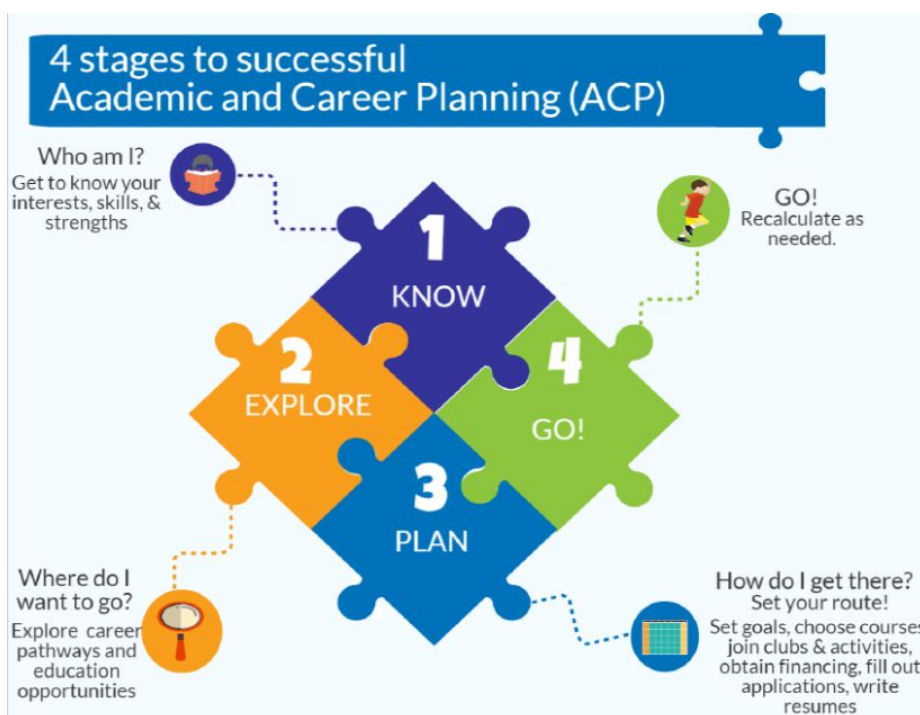 4 stages to successful
Academic and Career Planning (ACP)
Who am I?
Get to know your
interests, skills, &
strengths
1
KNOW
2
EXPLORE
Where do I
want to go?
Explore career
pathways and
education
opportunities
3
PLAN
How do I get there?
Set your route!
Set goals, choose courses
join clubs & activities,
obtain financing, fill out
applications, write
resumes
4
GO!
GO!
Recalculate as
needed.